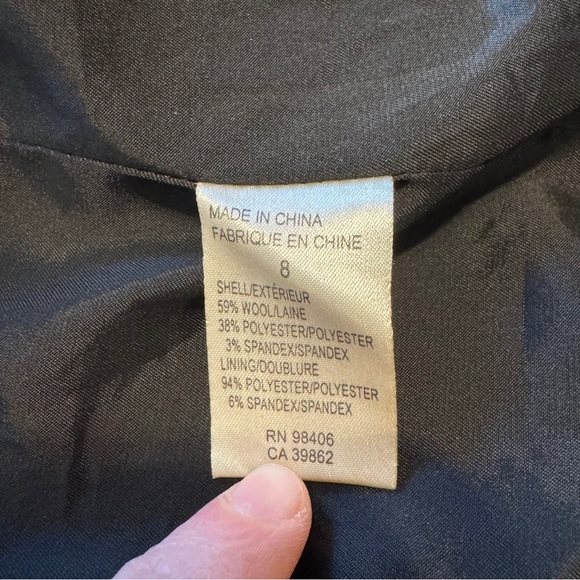 MADE IN CHINA
FABRIQUE EN CHINE
8
SHELL/EXTÉRIEUR
59% WOOL/LAINE
38% POLYESTER/POLYESTER
3% SPANDEX/SPANDEX
LINING/DOUBLURE
94% POLYESTER/POLYESTER
6% SPANDEX/SPANDEX
RN 98406
CA 39862